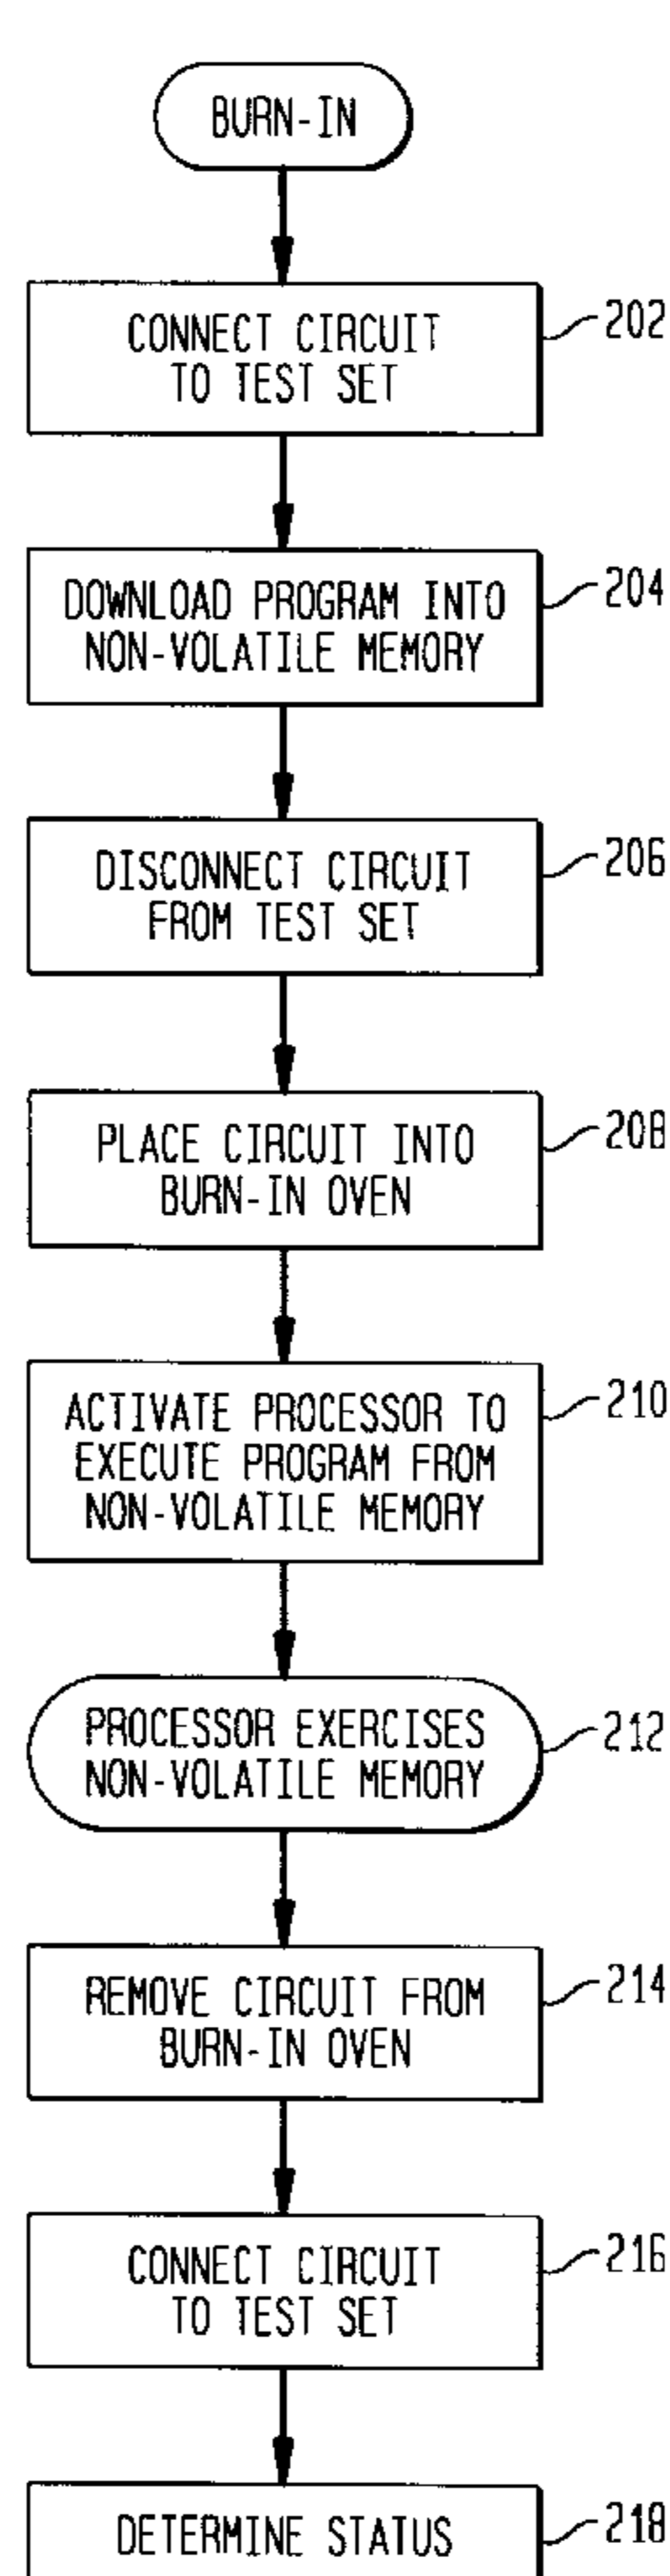 BURN-IN
CONNECT CIRCUIT
TO TEST SET
202
DOWNLOAD PROGRAM INTO
NON-VOLATILE MEMORY
204
DISCONNECT CIRCUIT
FROM TEST SET
206
PLACE CIRCUIT INTO
BURN-IN OVEN
208
ACTIVATE PROCESSOR TO
EXECUTE PROGRAM FROM
NON-VOLATILE MEMORY
210
PROCESSOR EXERCISES
NON-VOLATILE MEMORY
212
REMOVE CIRCUIT FROM
BURN-IN OVEN
214
CONNECT CIRCUIT
TO TEST SET
216
DETERMINE STATUS
218